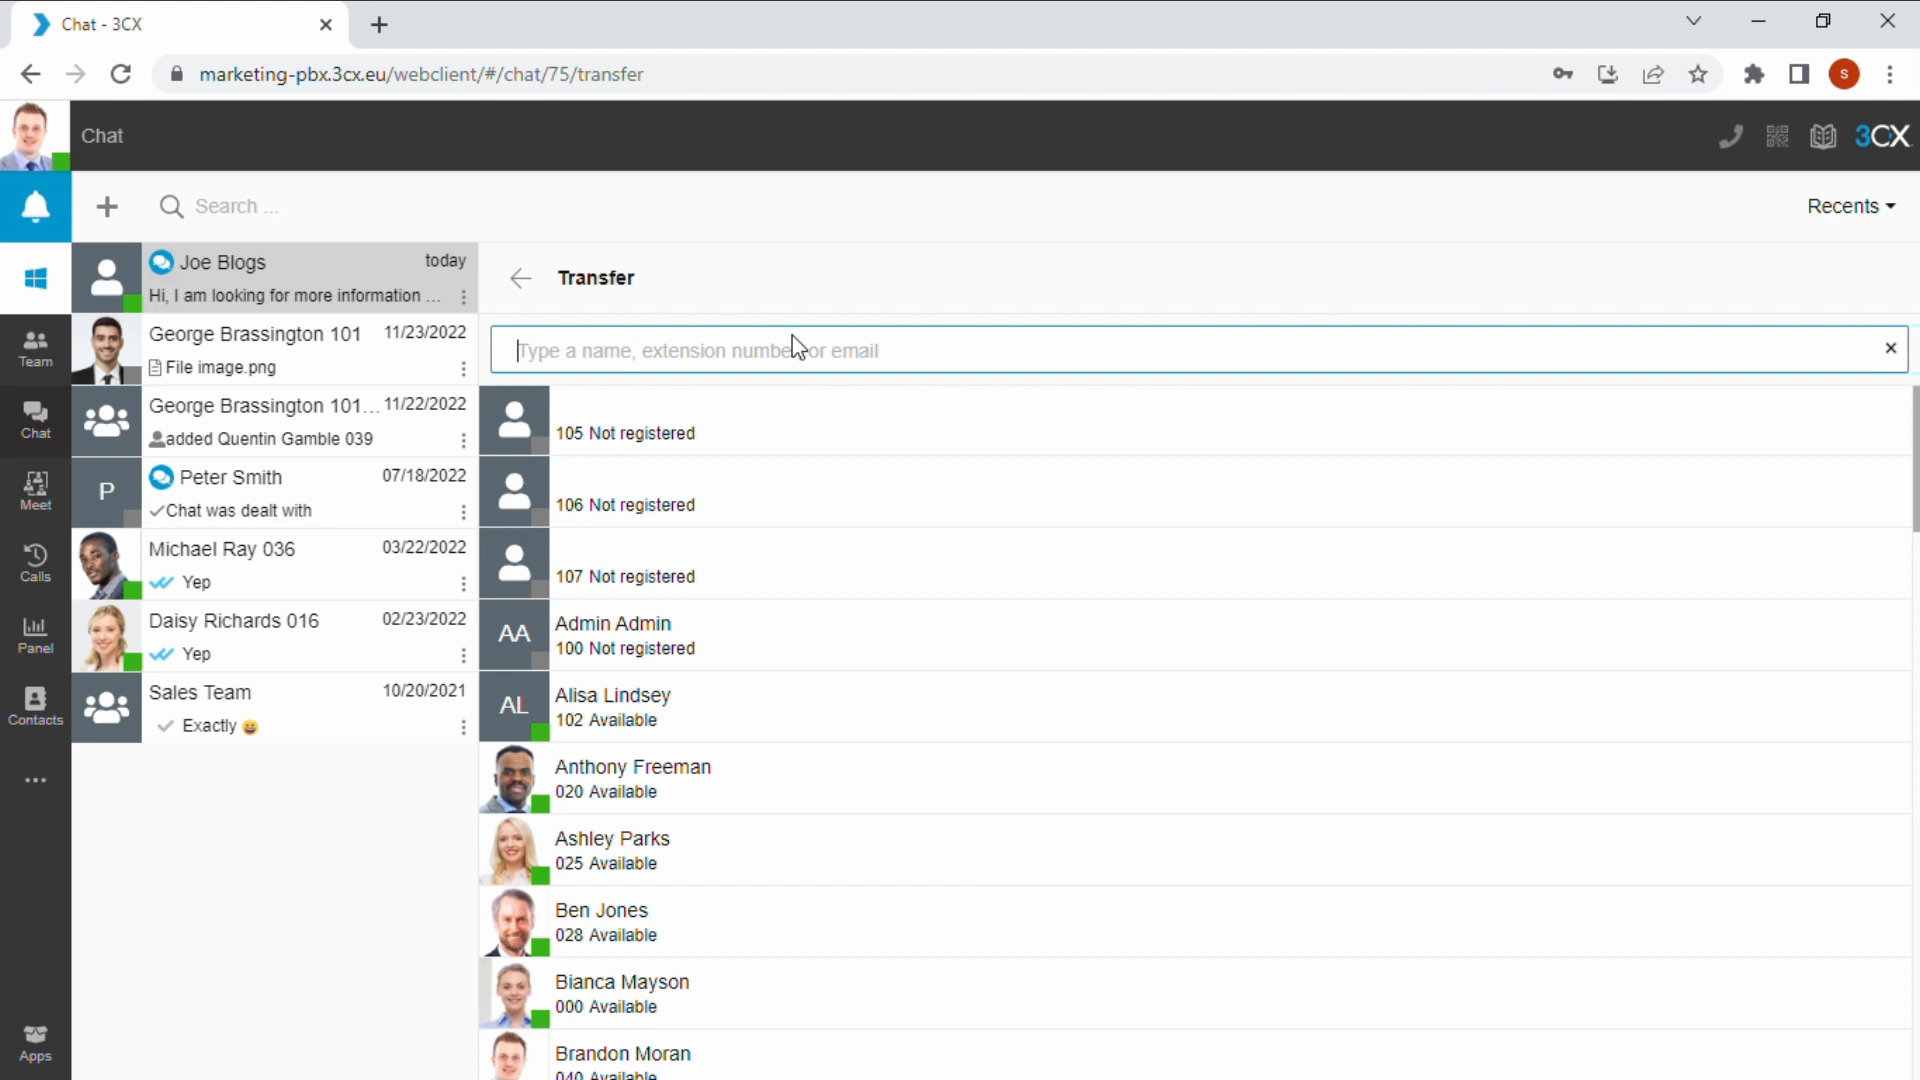 Chat - 3CX
marketing-pbx.3cx.eu/webclient/#/chat/75/transfer
S
Chat
3CX
Search ...
Recents
Joe Blogs today
Hi, I am looking for more information ...
George Brassington 101 11/23/2022
File image.png
George Brassington 101... 11/22/2022
added Quentin Gamble 039
P
Peter Smith 07/18/2022
Chat was dealt with
Michael Ray 036 03/22/2022
Yep
Daisy Richards 016 02/23/2022
Yep
Sales Team 10/20/2021
Exactly 😀
Team
Chat
Meet
Calls
Panel
Contacts
Apps
Transfer
Type a name, extension number or email
105 Not registered
106 Not registered
107 Not registered
AA
Admin Admin
100 Not registered
AL
Alisa Lindsey
102 Available
Anthony Freeman
020 Available
Ashley Parks
025 Available
Ben Jones
028 Available
Bianca Mayson
000 Available
Brandon Moran
040 Available